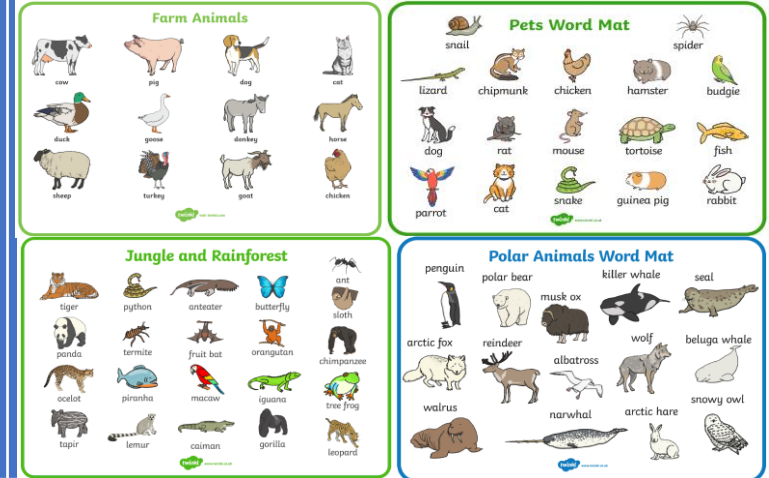 Farm Animals
cow pig dog cat
duck goose donkey horse
sheep turkey goat chicken
twinkl
Pets Word Mat
snail spider
lizard chipmunk chicken hamster budgie
dog rat mouse tortoise fish
parrot cat snake guinea pig rabbit
twinkl
Jungle and Rainforest
ant
tiger python anteater butterfly
sloth
panda termite fruit bat orangutan chimpanzee
ocelot piranha macaw iguana tree frog
tapir lemur caiman gorilla leopard
twinkl
Polar Animals Word Mat
penguin polar bear musk ox killer whale seal
arctic fox reindeer albatross wolf beluga whale
walrus narwhal arctic hare snowy owl
twinkl